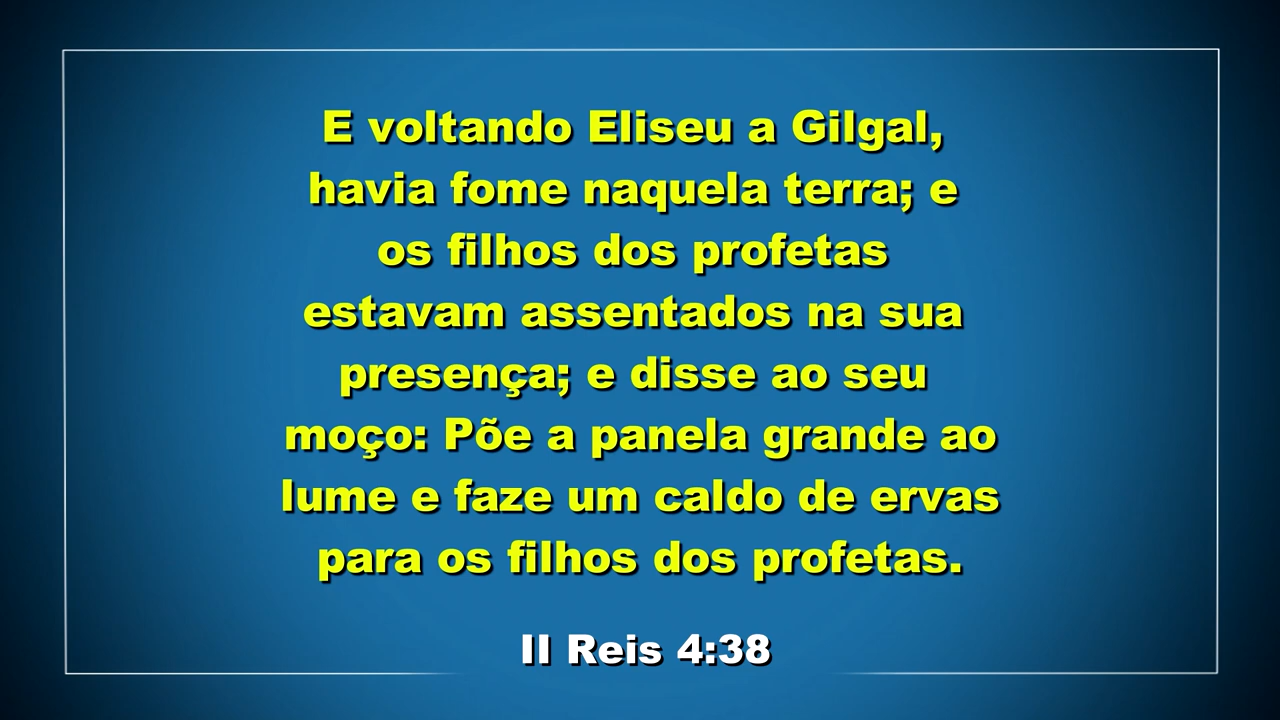 E voltando Eliseu a Gilgal,
havia fome naquela terra; e
os filhos dos profetas
estavam assentados na sua
presença; e disse ao seu
moço: Põe a panela grande ao
lume e faze um caldo de ervas
para os filhos dos profetas.
II Reis 4:38